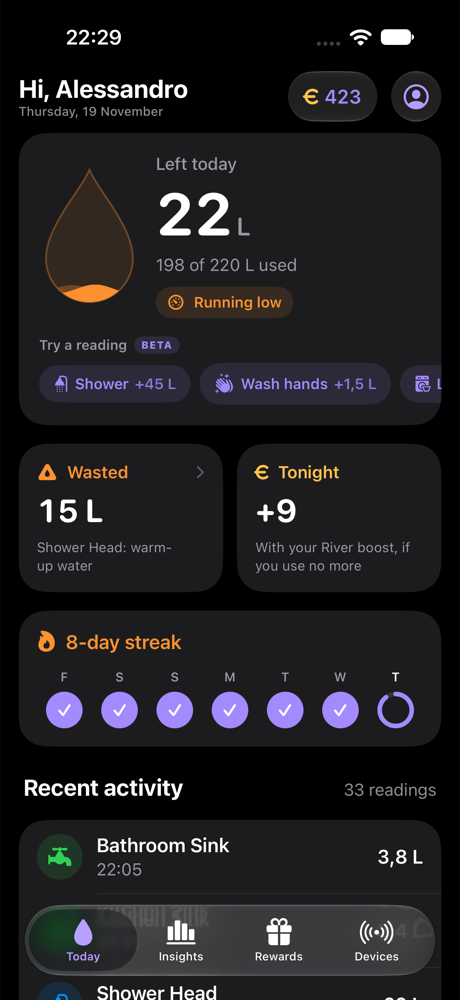 22:29
Hi, Alessandro
Thursday, 19 November
€ 423
Left today
22 L
198 of 220 L used
Running low
Try a reading BETA
Shower +45 L
Wash hands +1,5 L
Wasted
15 L
Shower Head: warm-
up water
€ Tonight
+9
With your River boost, if
you use no more
8-day streak
F S S M T W T
Recent activity
33 readings
Bathroom Sink
22:05
3,8 L
Today
Insights
Rewards
Devices
Shower Head